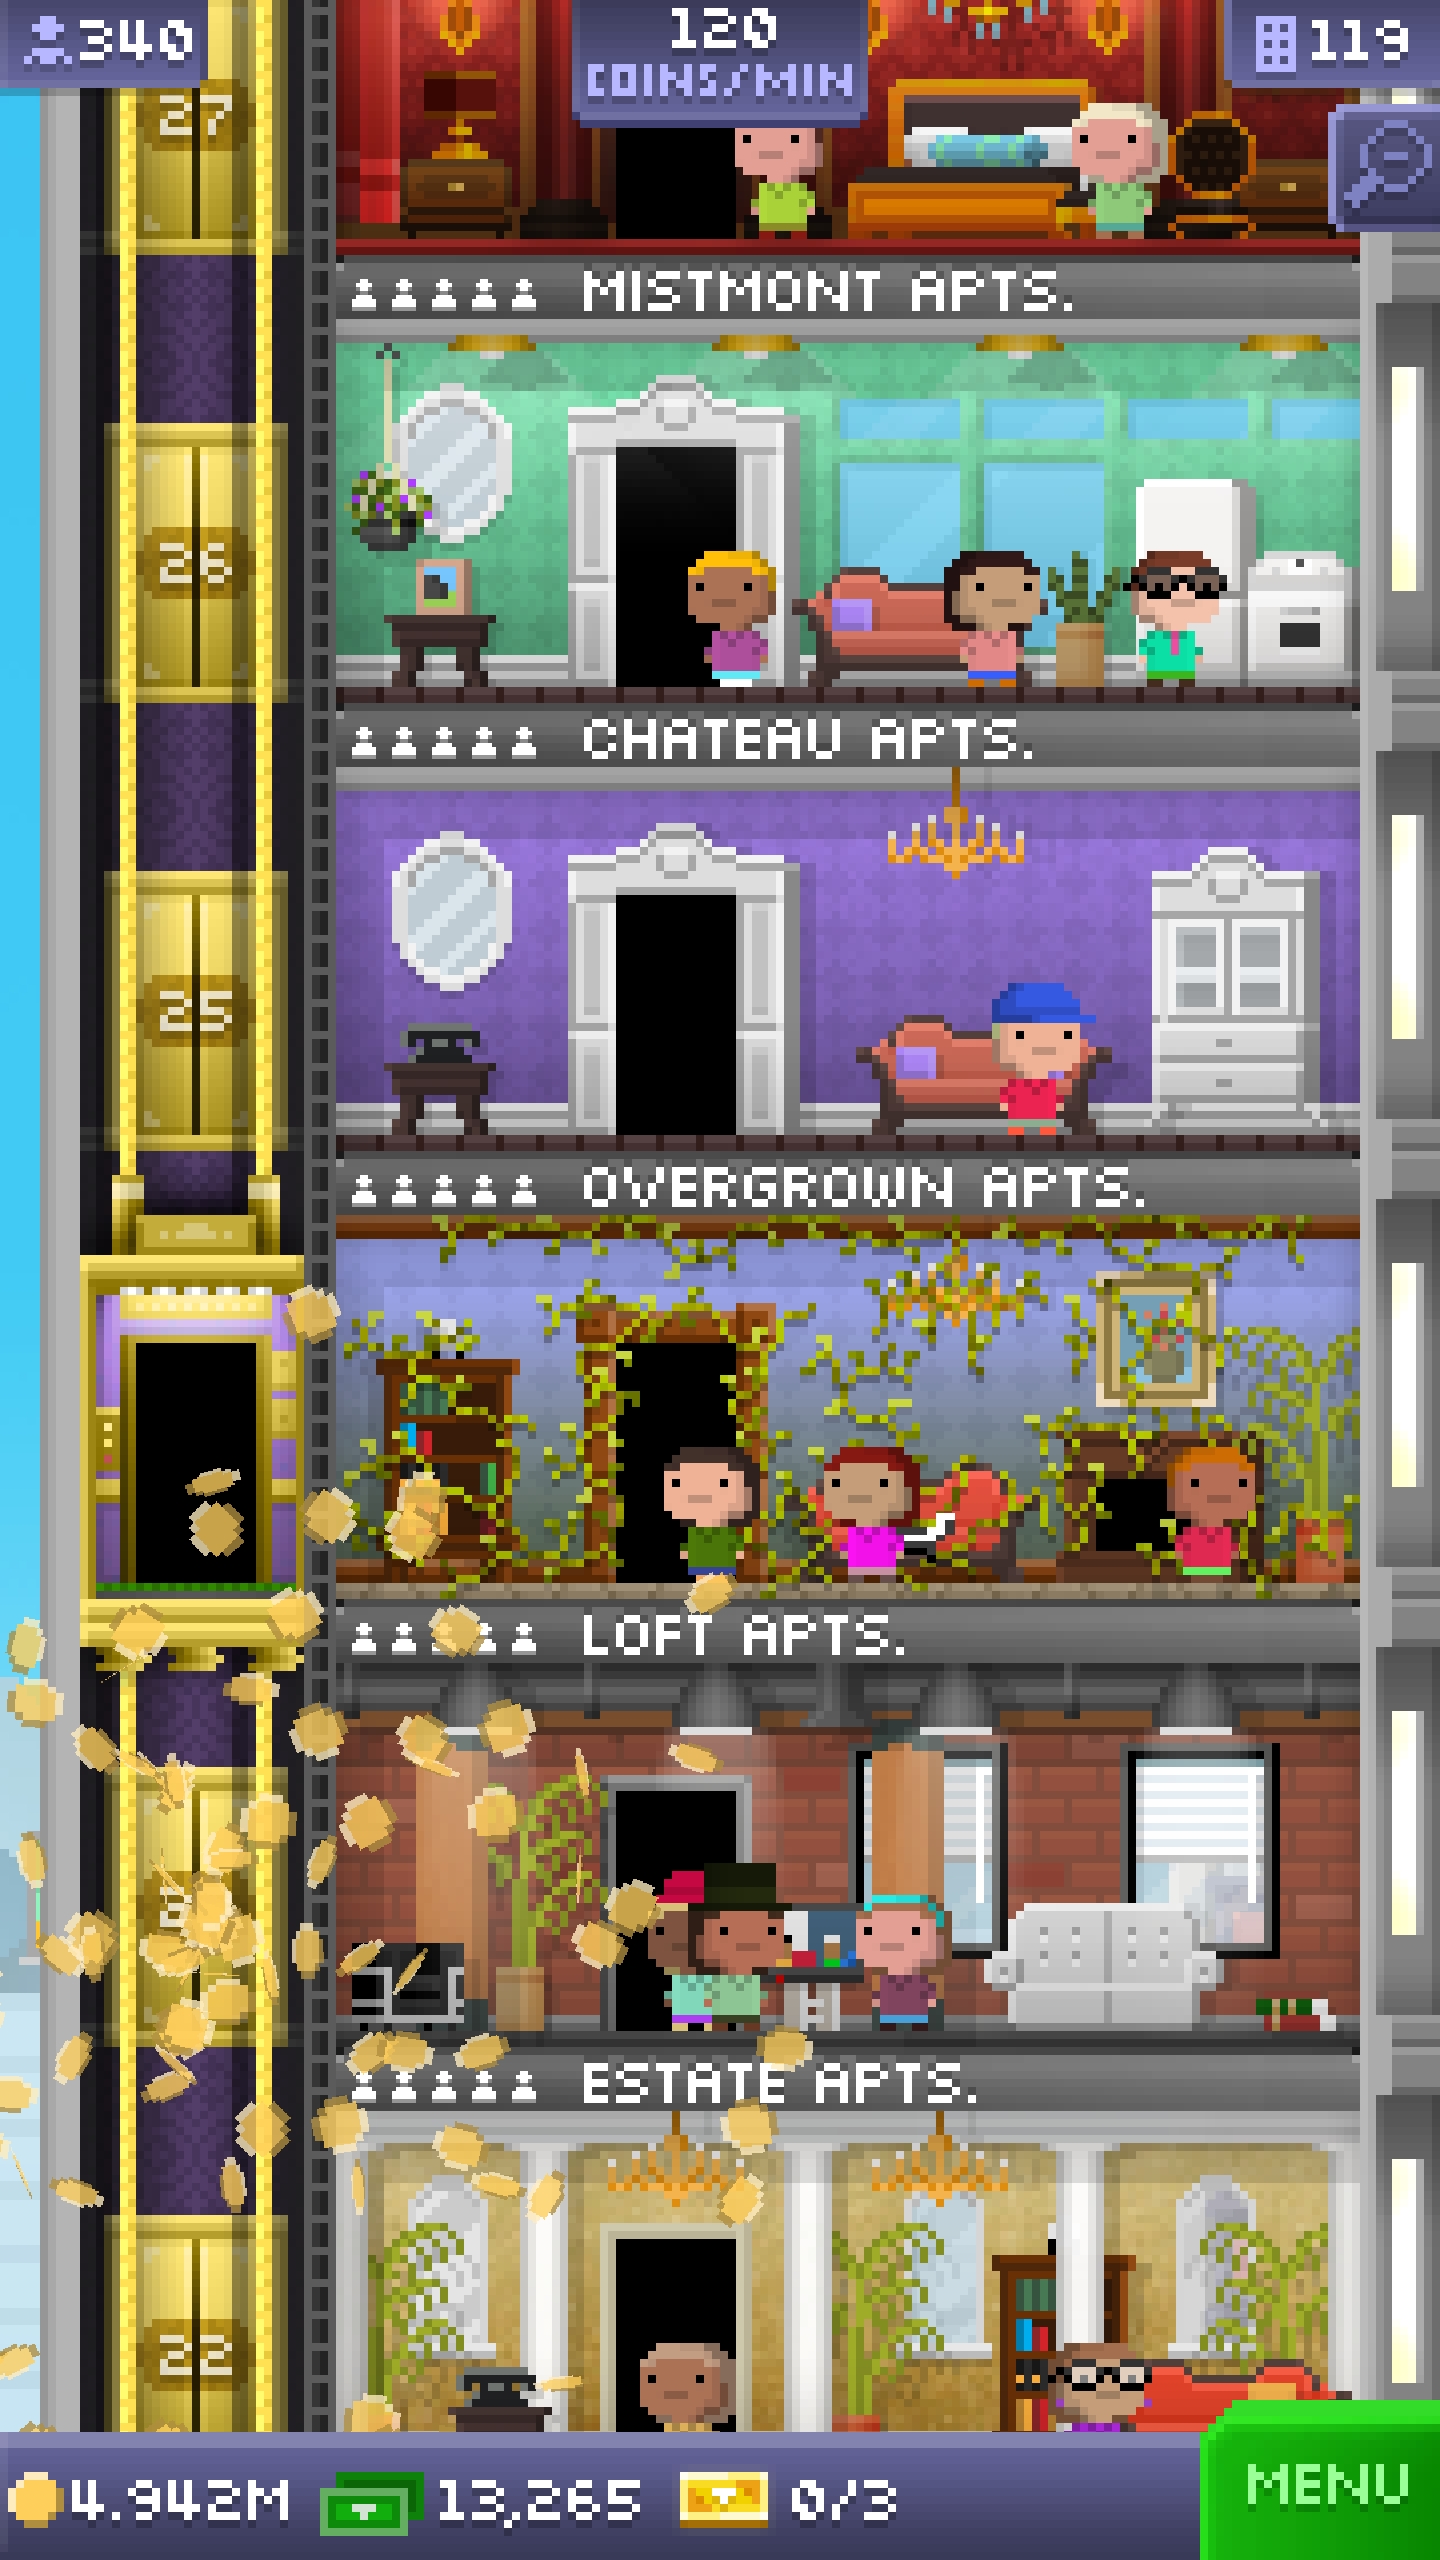 340
120
COINS/MIN
119
27
MISTMONT APTS.
26
CHATEAU APTS.
25
OVERGROWN APTS.
LOFT APTS.
ESTATE APTS.
22
4.942M
13,265
0/3
MENU